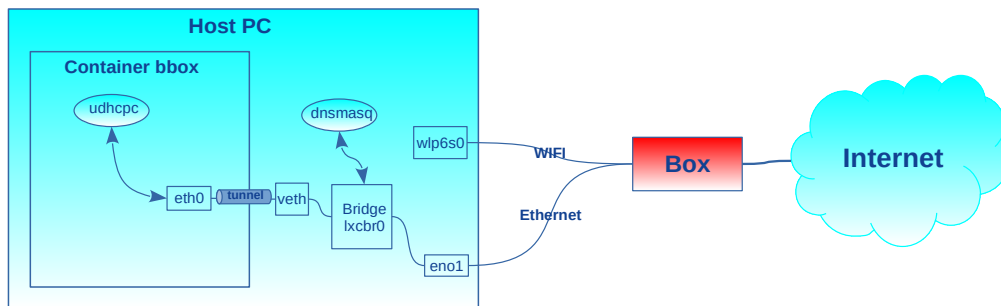 Host PC
Container bbox
udhcpc
dnsmasq
wlp6s0
WIFI
Box
Internet
eth0
tunnel
veth
Bridge
lxcbr0
Ethernet
eno1